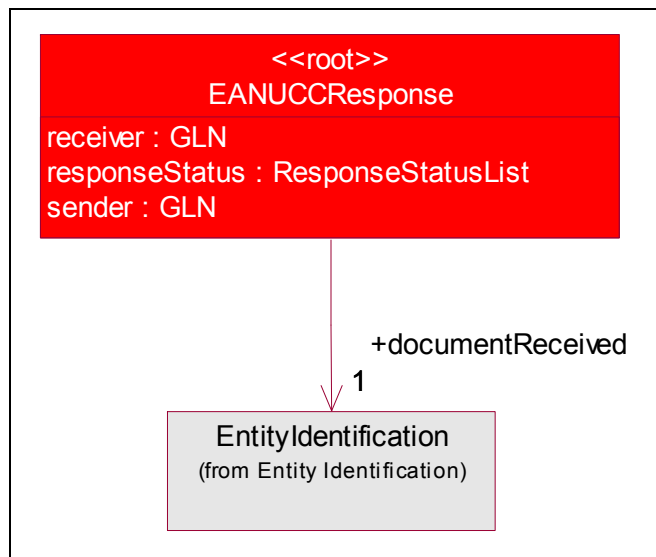 <<root>>
EANUCCResponse
receiver : GLN
responseStatus : ResponseStatusList
sender : GLN
+documentReceived
1
EntityIdentification
(from Entity Identification)